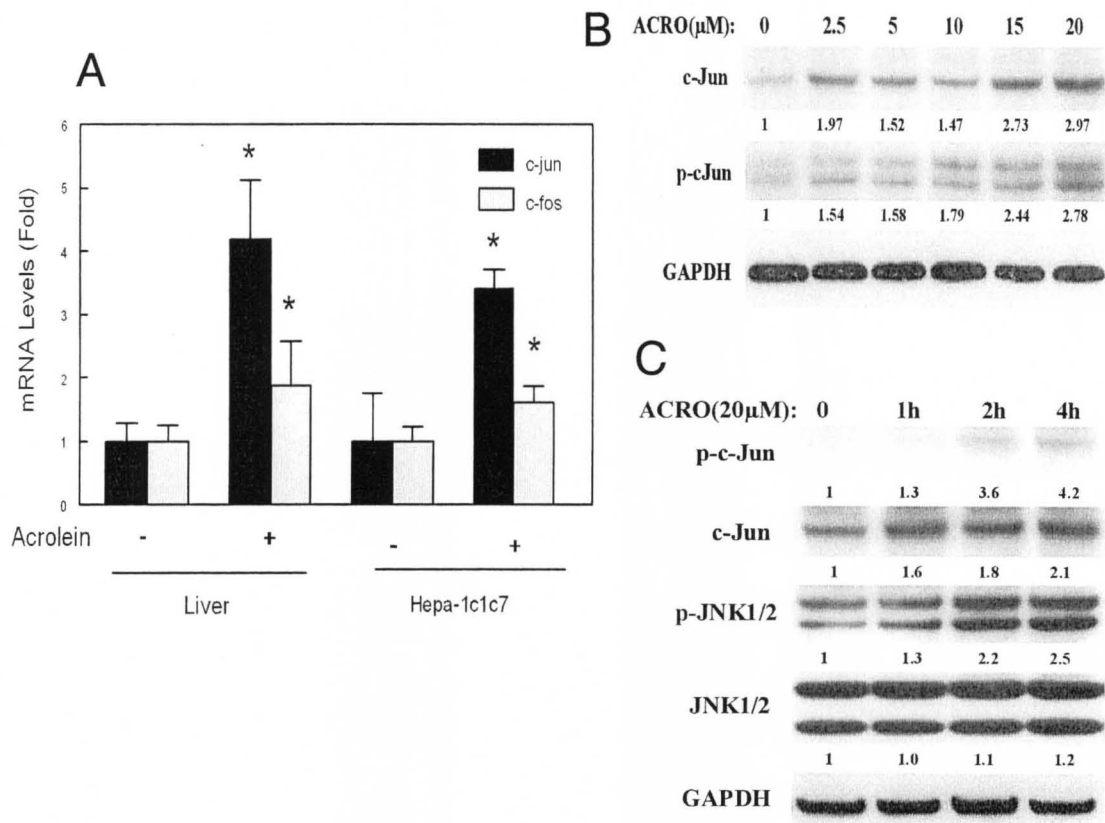 A
6
5
4
3
2
1
0
mRNA Levels (Fold)
* * * *
c-jun
c-fos
Acrolein - + - +
Liver Hepa-1c1c7
B
ACRO(µM): 0 2.5 5 10 15 20
c-Jun
1 1.97 1.52 1.47 2.73 2.97
p-cJun
1 1.54 1.58 1.79 2.44 2.78
GAPDH
C
ACRO(20µM): 0 1h 2h 4h
p-c-Jun
1 1.3 3.6 4.2
c-Jun
1 1.6 1.8 2.1
p-JNK1/2
1 1.3 2.2 2.5
JNK1/2
1 1.0 1.1 1.2
GAPDH